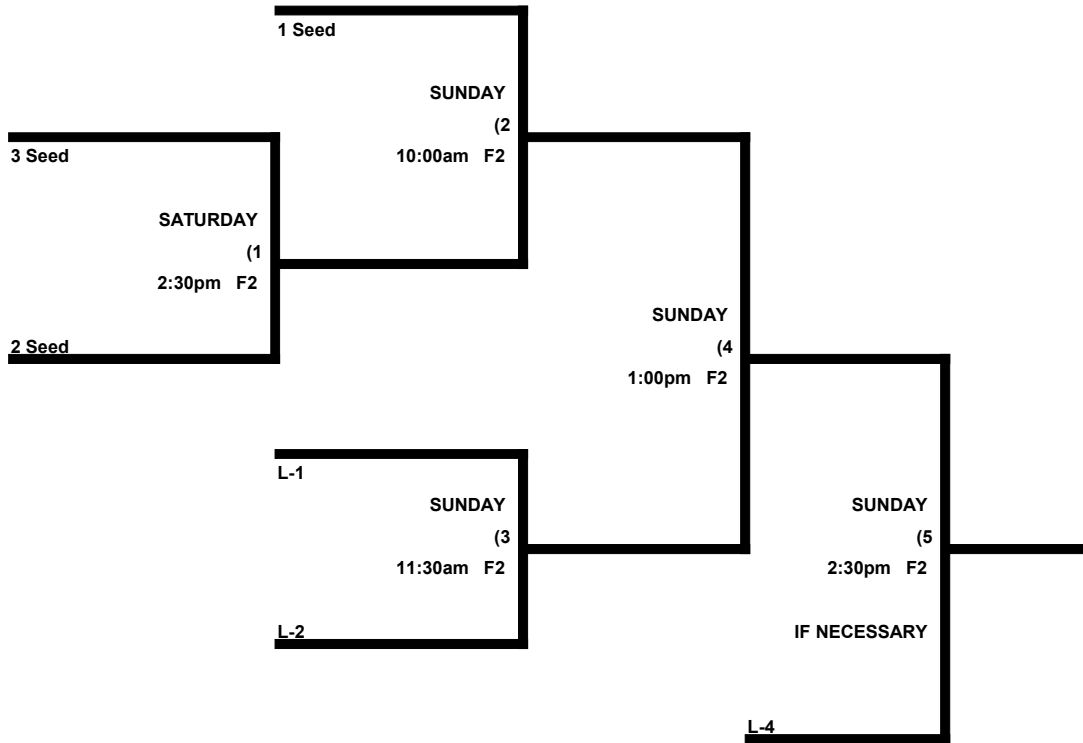 1 Seed
SUNDAY
(2
10:00am F2
3 Seed
SATURDAY
(1
2:30pm F2
2 Seed
SUNDAY
(4
1:00pm F2
L-1
SUNDAY
(3
11:30am F2
L-2
SUNDAY
(5
2:30pm F2
IF NECESSARY
L-4